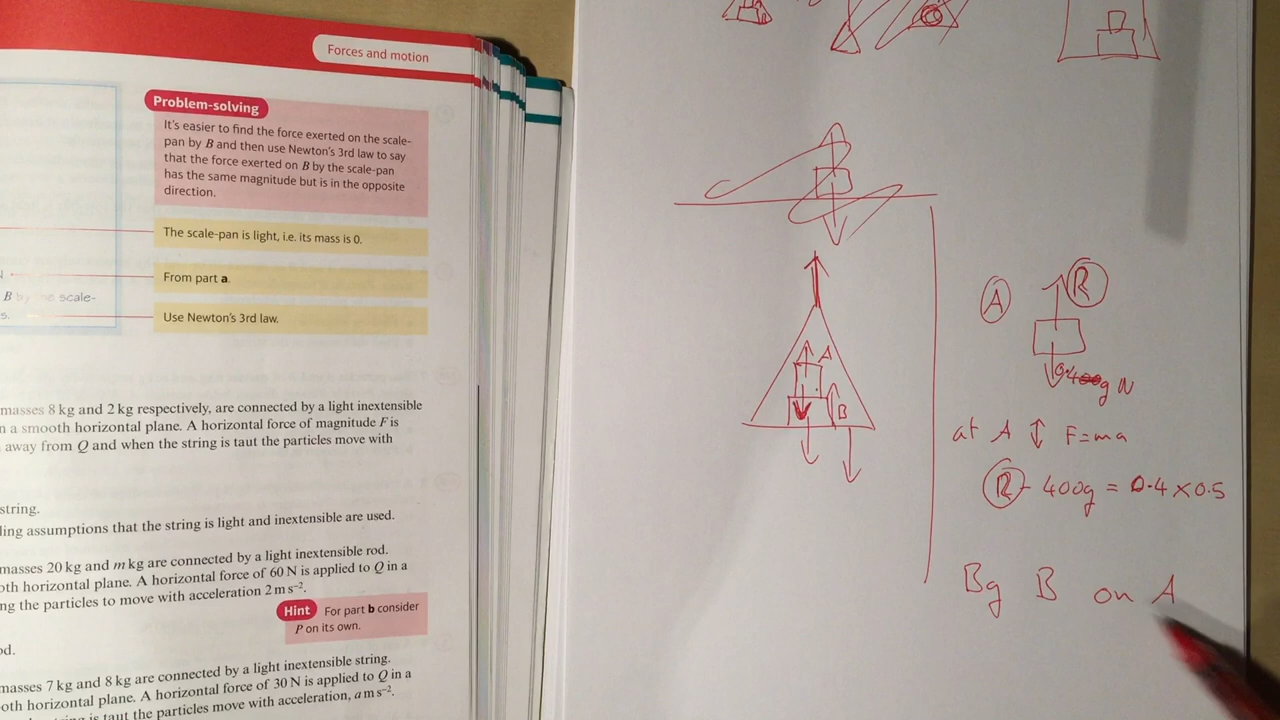 Forces and motion
Problem-solving
It's easier to find the force exerted on the scale-
pan by B and then use Newton's 3rd law to say
that the force exerted on B by the scale-pan
has the same magnitude but is in the opposite
direction.
The scale-pan is light, i.e. its mass is 0.
From part a.
B by the scale-
s.
Use Newton's 3rd law.
masses 8 kg and 2 kg respectively, are connected by a light inextensible
n a smooth horizontal plane. A horizontal force of magnitude F is
away from Q and when the string is taut the particles move with
string.
ling assumptions that the string is light and inextensible are used.
masses 20 kg and m kg are connected by a light inextensible rod.
oth horizontal plane. A horizontal force of 60 N is applied to Q in a
ng the particles to move with acceleration 2 m s⁻².
Hint For part b consider
P on its own.
od.
masses 7 kg and 8 kg are connected by a light inextensible string.
oth horizontal plane. A horizontal force of 30 N is applied to Q in a
string is taut the particles move with acceleration, a m s⁻².
A
B
A
R
g N
at A ↕ F=ma
R - 400g = 0.4 × 0.5
By B on A